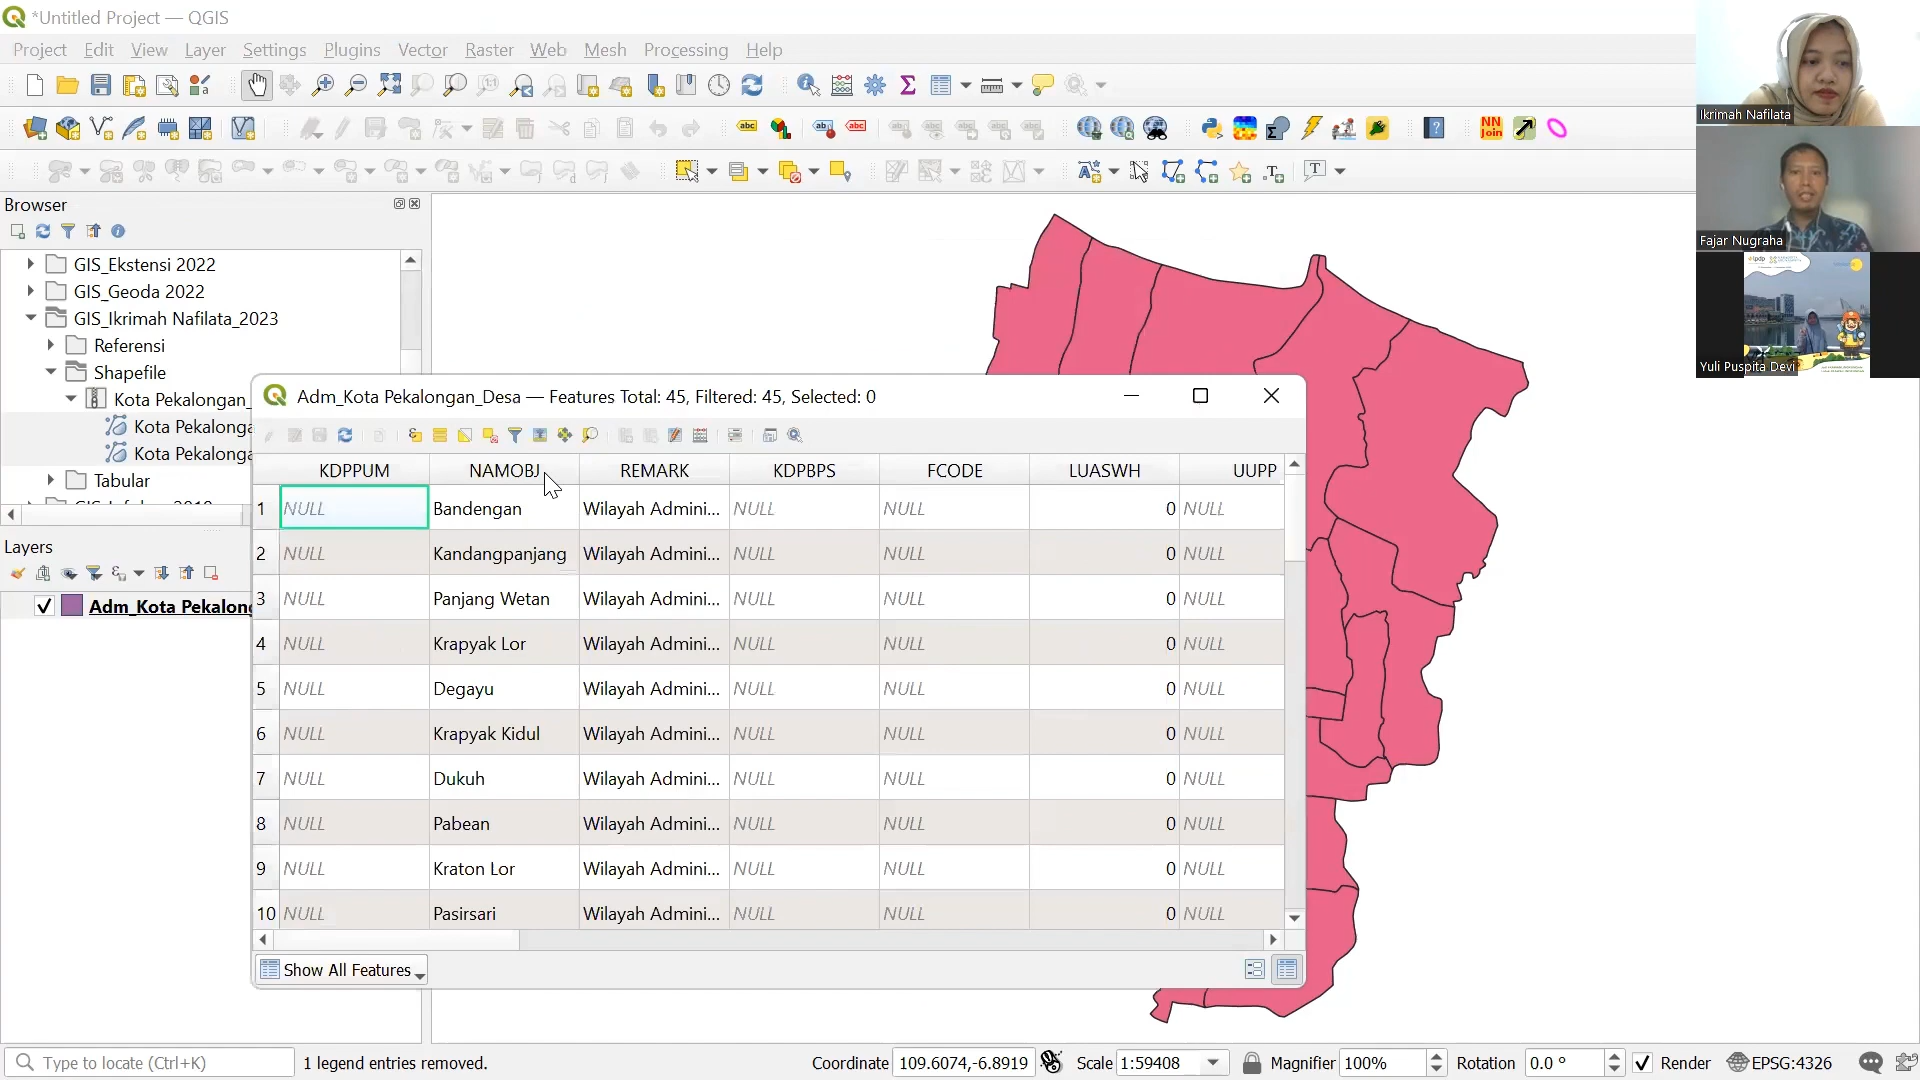 *Untitled Project — QGIS
Project Edit View Layer Settings Plugins Vector Raster Web Mesh Processing Help
Ikrimah Nafilata
Fajar Nugraha
Yuli Puspita Devi
Browser
GIS_Ekstensi 2022
GIS_Geoda 2022
GIS_Ikrimah Nafilata_2023
Referensi
Shapefile
Kota Pekalongan_
Kota Pekalonga
Kota Pekalonga
Tabular
Layers
Adm_Kota Pekalong
Adm_Kota Pekalongan_Desa — Features Total: 45, Filtered: 45, Selected: 0
KDPPUM NAMOBJ REMARK KDPBPS FCODE LUASWH UUPP
1 NULL Bandengan Wilayah Admini... NULL NULL 0 NULL
2 NULL Kandangpanjang Wilayah Admini... NULL NULL 0 NULL
3 NULL Panjang Wetan Wilayah Admini... NULL NULL 0 NULL
4 NULL Krapyak Lor Wilayah Admini... NULL NULL 0 NULL
5 NULL Degayu Wilayah Admini... NULL NULL 0 NULL
6 NULL Krapyak Kidul Wilayah Admini... NULL NULL 0 NULL
7 NULL Dukuh Wilayah Admini... NULL NULL 0 NULL
8 NULL Pabean Wilayah Admini... NULL NULL 0 NULL
9 NULL Kraton Lor Wilayah Admini... NULL NULL 0 NULL
10 NULL Pasirsari Wilayah Admini... NULL NULL 0 NULL
Show All Features
Type to locate (Ctrl+K) 1 legend entries removed. Coordinate 109.6074,-6.8919 Scale 1:59408 Magnifier 100% Rotation 0.0 ° Render EPSG:4326
abc abc abc
NN Join